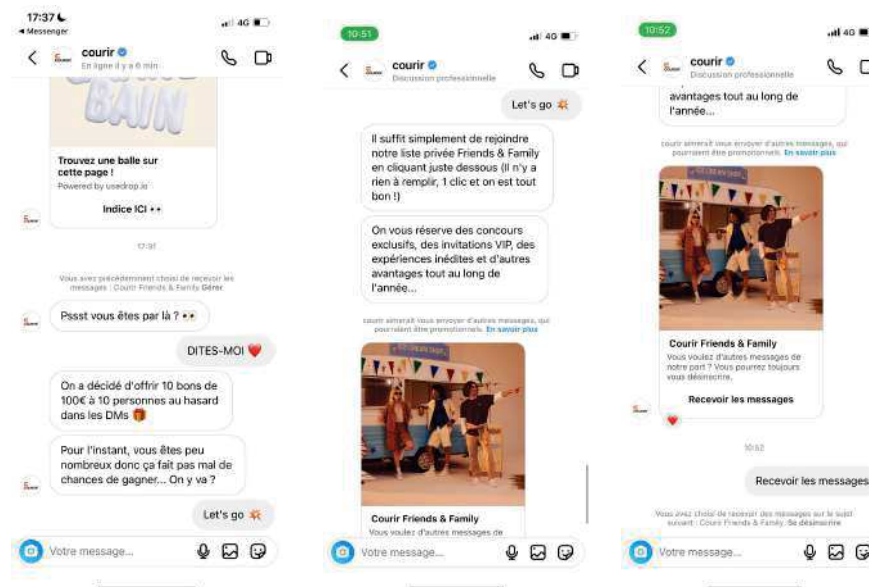 17:37
4G
Messenger
courir
En ligne il y a 6 min
BAIN
Trouvez une balle sur
cette page !
Powered by usedrop.io
Indice ICI
17:31
Vous avez précédemment choisi de recevoir les
messages : Courir Friends & Family Gérer
Pssst vous êtes par là ?
DITES-MOI
On a décidé d'offrir 10 bons de
100€ à 10 personnes au hasard
dans les DMs
Pour l'instant, vous êtes peu
nombreux donc ça fait pas mal de
chances de gagner... On y va ?
Let's go
Votre message...
10:51
4G
courir
Discussion professionnelle
Let's go
Il suffit simplement de rejoindre
notre liste privée Friends & Family
en cliquant juste dessous (Il n'y a
rien à remplir, 1 clic et on est tout
bon !)
On vous réserve des concours
exclusifs, des invitations VIP, des
expériences inédites et d'autres
avantages tout au long de
l'année...
courir aimerait vous envoyer d'autres messages, qui
pourraient être promotionnels. En savoir plus
ICE CREAM SHOP
Courir Friends & Family
Vous voulez d'autres messages de
Votre message...
10:52
4G
courir
Discussion professionnelle
avantages tout au long de
l'année...
courir aimerait vous envoyer d'autres messages, qui
pourraient être promotionnels. En savoir plus
ICE CREAM SHOP
Courir Friends & Family
Vous voulez d'autres messages de
notre part ? Vous pourrez toujours
vous désinscrire.
Recevoir les messages
10:52
Recevoir les messages
Vous avez choisi de recevoir des messages sur le sujet
suivant : Courir Friends & Family. Se désinscrire
Votre message...